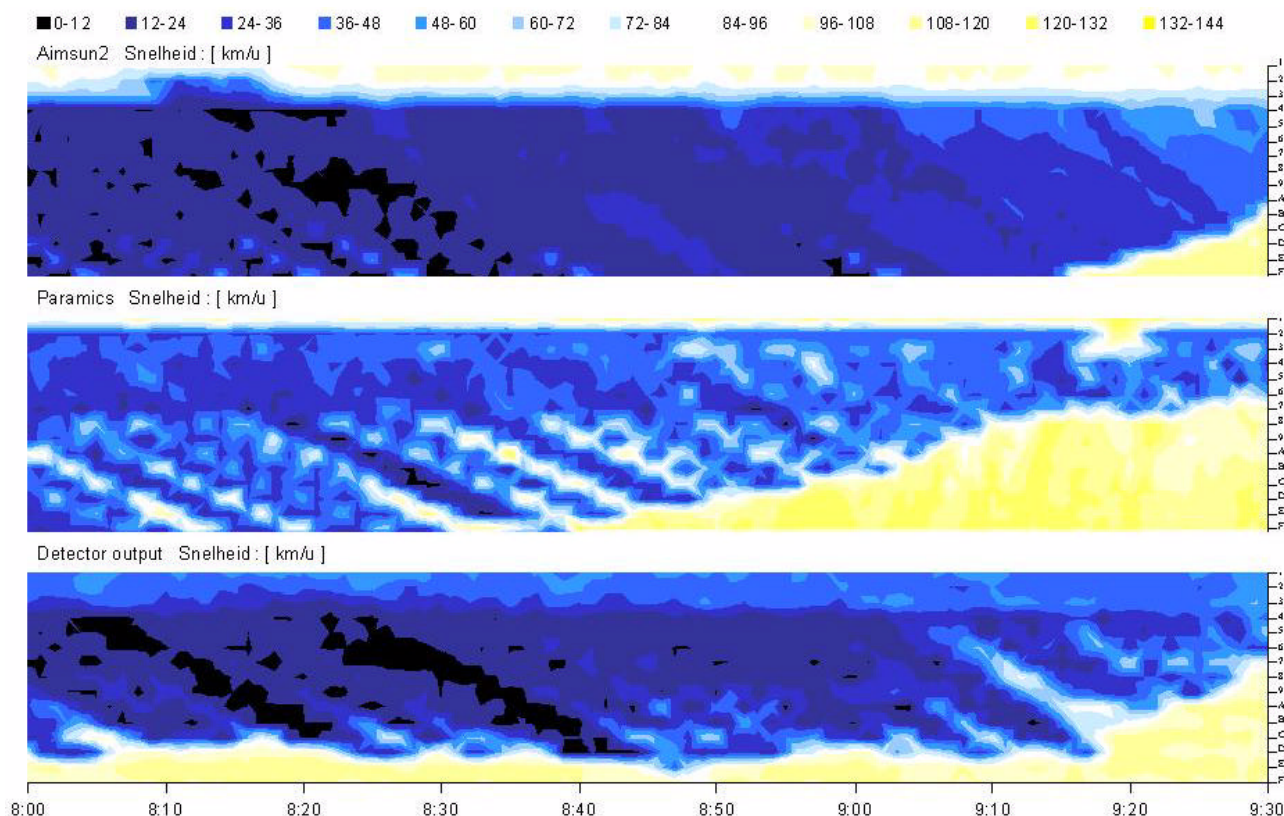 0-12 12-24 24-36 36-48 48-60 60-72 72-84 84-96 96-108 108-120 120-132 132-144
Aimsun2 Snelheid : [ km/u ]
Paramics Snelheid : [ km/u ]
Detector output Snelheid : [ km/u ]
8:00 8:10 8:20 8:30 8:40 8:50 9:00 9:10 9:20 9:30